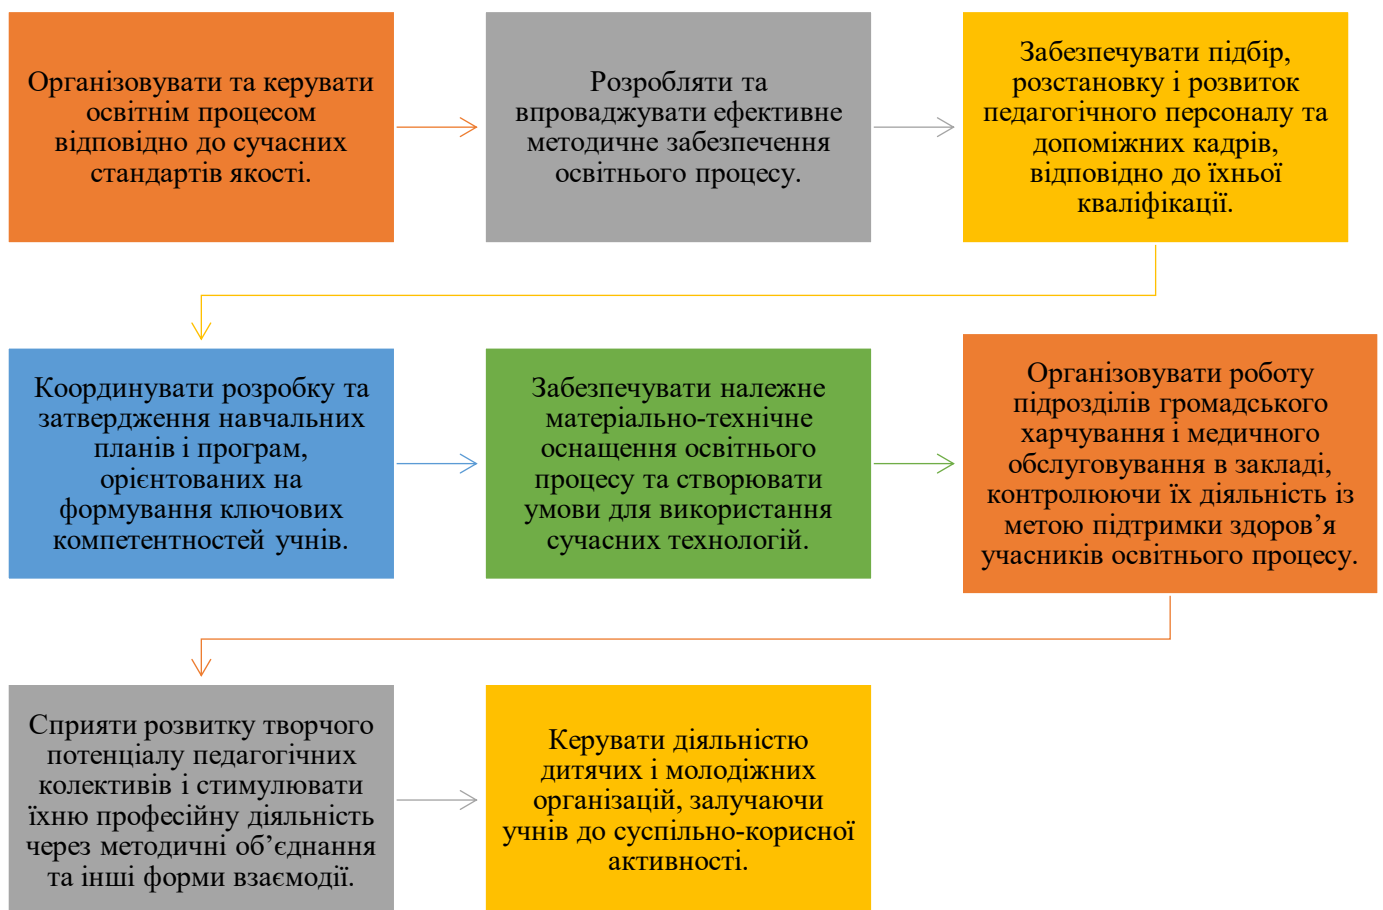 Організовувати та керувати
освітнім процесом
відповідно до сучасних
стандартів якості.
Розробляти та
впроваджувати ефективне
методичне забезпечення
освітнього процесу.
Забезпечувати підбір,
розстановку і розвиток
педагогічного персоналу та
допоміжних кадрів,
відповідно до їхньої
кваліфікації.
Координувати розробку та
затвердження навчальних
планів і програм,
орієнтованих на
формування ключових
компетентностей учнів.
Забезпечувати належне
матеріально-технічне
оснащення освітнього
процесу та створювати
умови для використання
сучасних технологій.
Організовувати роботу
підрозділів громадського
харчування і медичного
обслуговування в закладі,
контролюючи їх діяльність із
метою підтримки здоров’я
учасників освітнього процесу.
Сприяти розвитку творчого
потенціалу педагогічних
колективів і стимулювати
їхню професійну діяльність
через методичні об’єднання
та інші форми взаємодії.
Керувати діяльністю
дитячих і молодіжних
організацій, залучаючи
учнів до суспільно-корисної
активності.